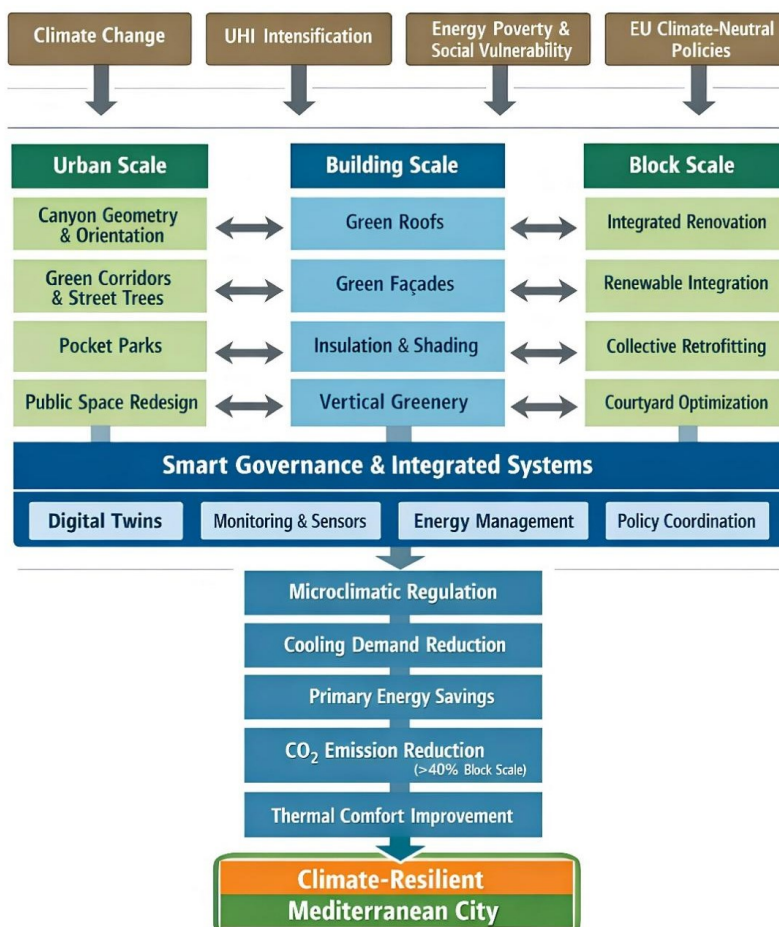 Climate Change
UHI Intensification
Energy Poverty &
Social Vulnerability
EU Climate-Neutral
Policies
Urban Scale
Building Scale
Block Scale
Canyon Geometry
& Orientation
Green Roofs
Integrated Renovation
Green Corridors
& Street Trees
Green Façades
Renewable Integration
Pocket Parks
Insulation & Shading
Collective Retrofitting
Public Space Redesign
Vertical Greenery
Courtyard Optimization
Smart Governance & Integrated Systems
Digital Twins
Monitoring & Sensors
Energy Management
Policy Coordination
Microclimatic Regulation
Cooling Demand Reduction
Primary Energy Savings
CO₂ Emission Reduction
(>40% Block Scale)
Thermal Comfort Improvement
Climate-Resilient
Mediterranean City